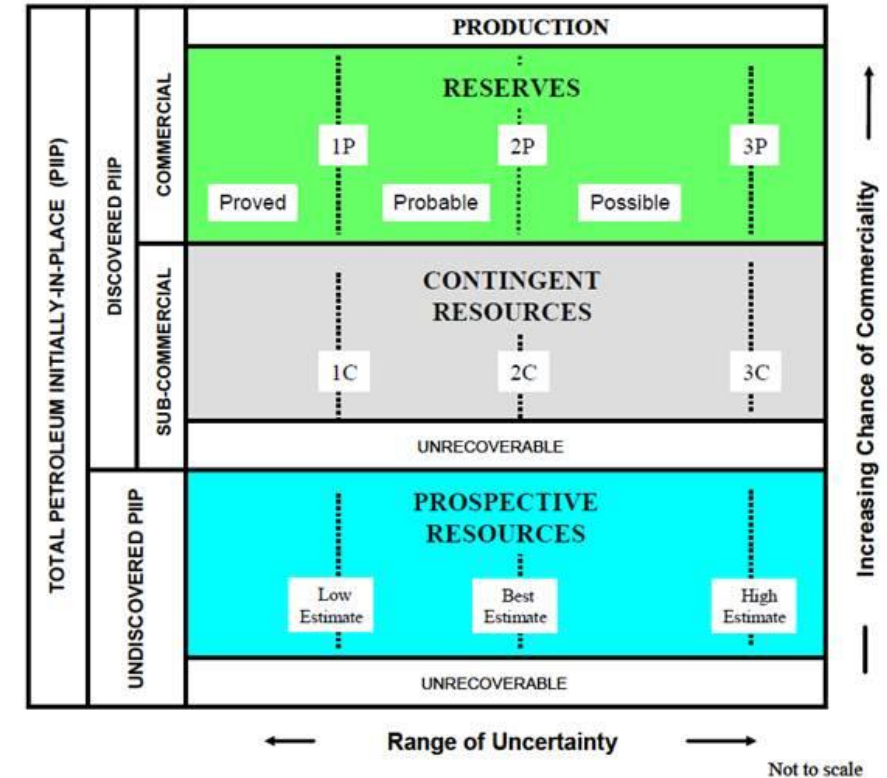 PRODUCTION
RESERVES
1P
2P
3P
Proved
Probable
Possible
CONTINGENT
RESOURCES
1C
2C
3C
UNRECOVERABLE
PROSPECTIVE
RESOURCES
Low
Estimate
Best
Estimate
High
Estimate
UNRECOVERABLE
TOTAL PETROLEUM INITIALLY-IN-PLACE (PIIP)
DISCOVERED PIIP
UNDISCOVERED PIIP
COMMERCIAL
SUB-COMMERCIAL
Increasing Chance of Commerciality
Range of Uncertainty
Not to scale